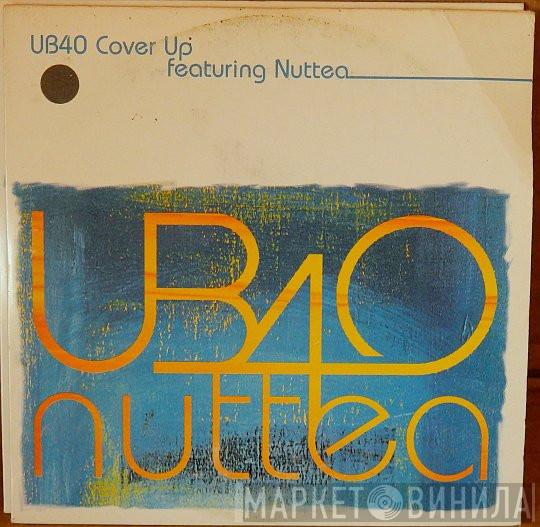 UB40 Cover Up
featuring Nuttea
UB40
nuttea
МАРКЕТ ВИНИЛА